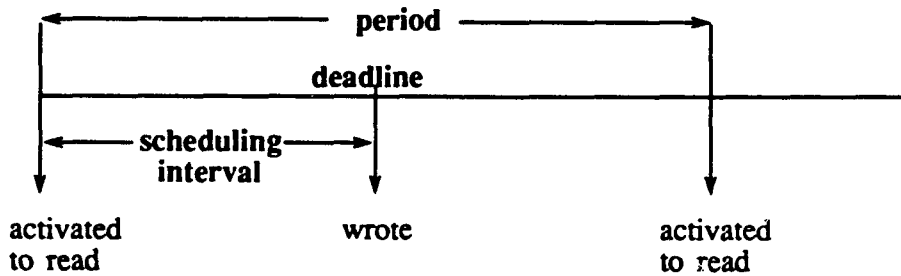 period
deadline
scheduling
interval
activated
to read
wrote
activated
to read